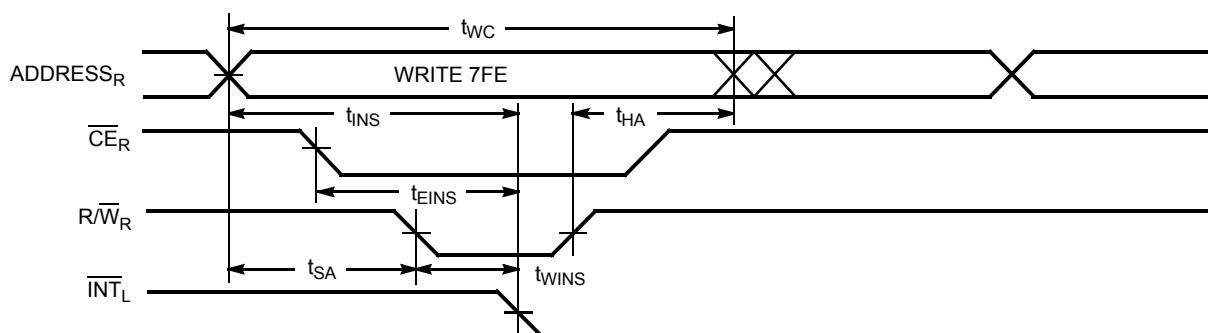 tWC
ADDRESSR WRITE 7FE
tINS tHA
CER
tEINS
R/WR
tSA tWINS
INTL